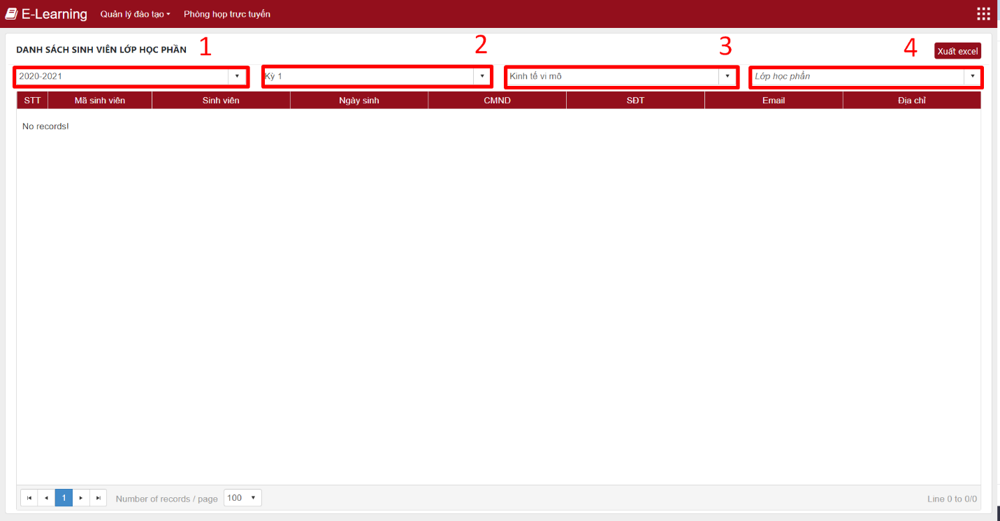 E-Learning Quản lý đào tạo Phòng họp trực tuyến
DANH SÁCH SINH VIÊN LỚP HỌC PHẦN 1 2 3 4 Xuất excel
2020-2021 Kỳ 1 Kinh tế vi mô Lớp học phần
STT Mã sinh viên Sinh viên Ngày sinh CMND SĐT Email Địa chỉ
No records!
1 Number of records / page 100 Line 0 to 0/0